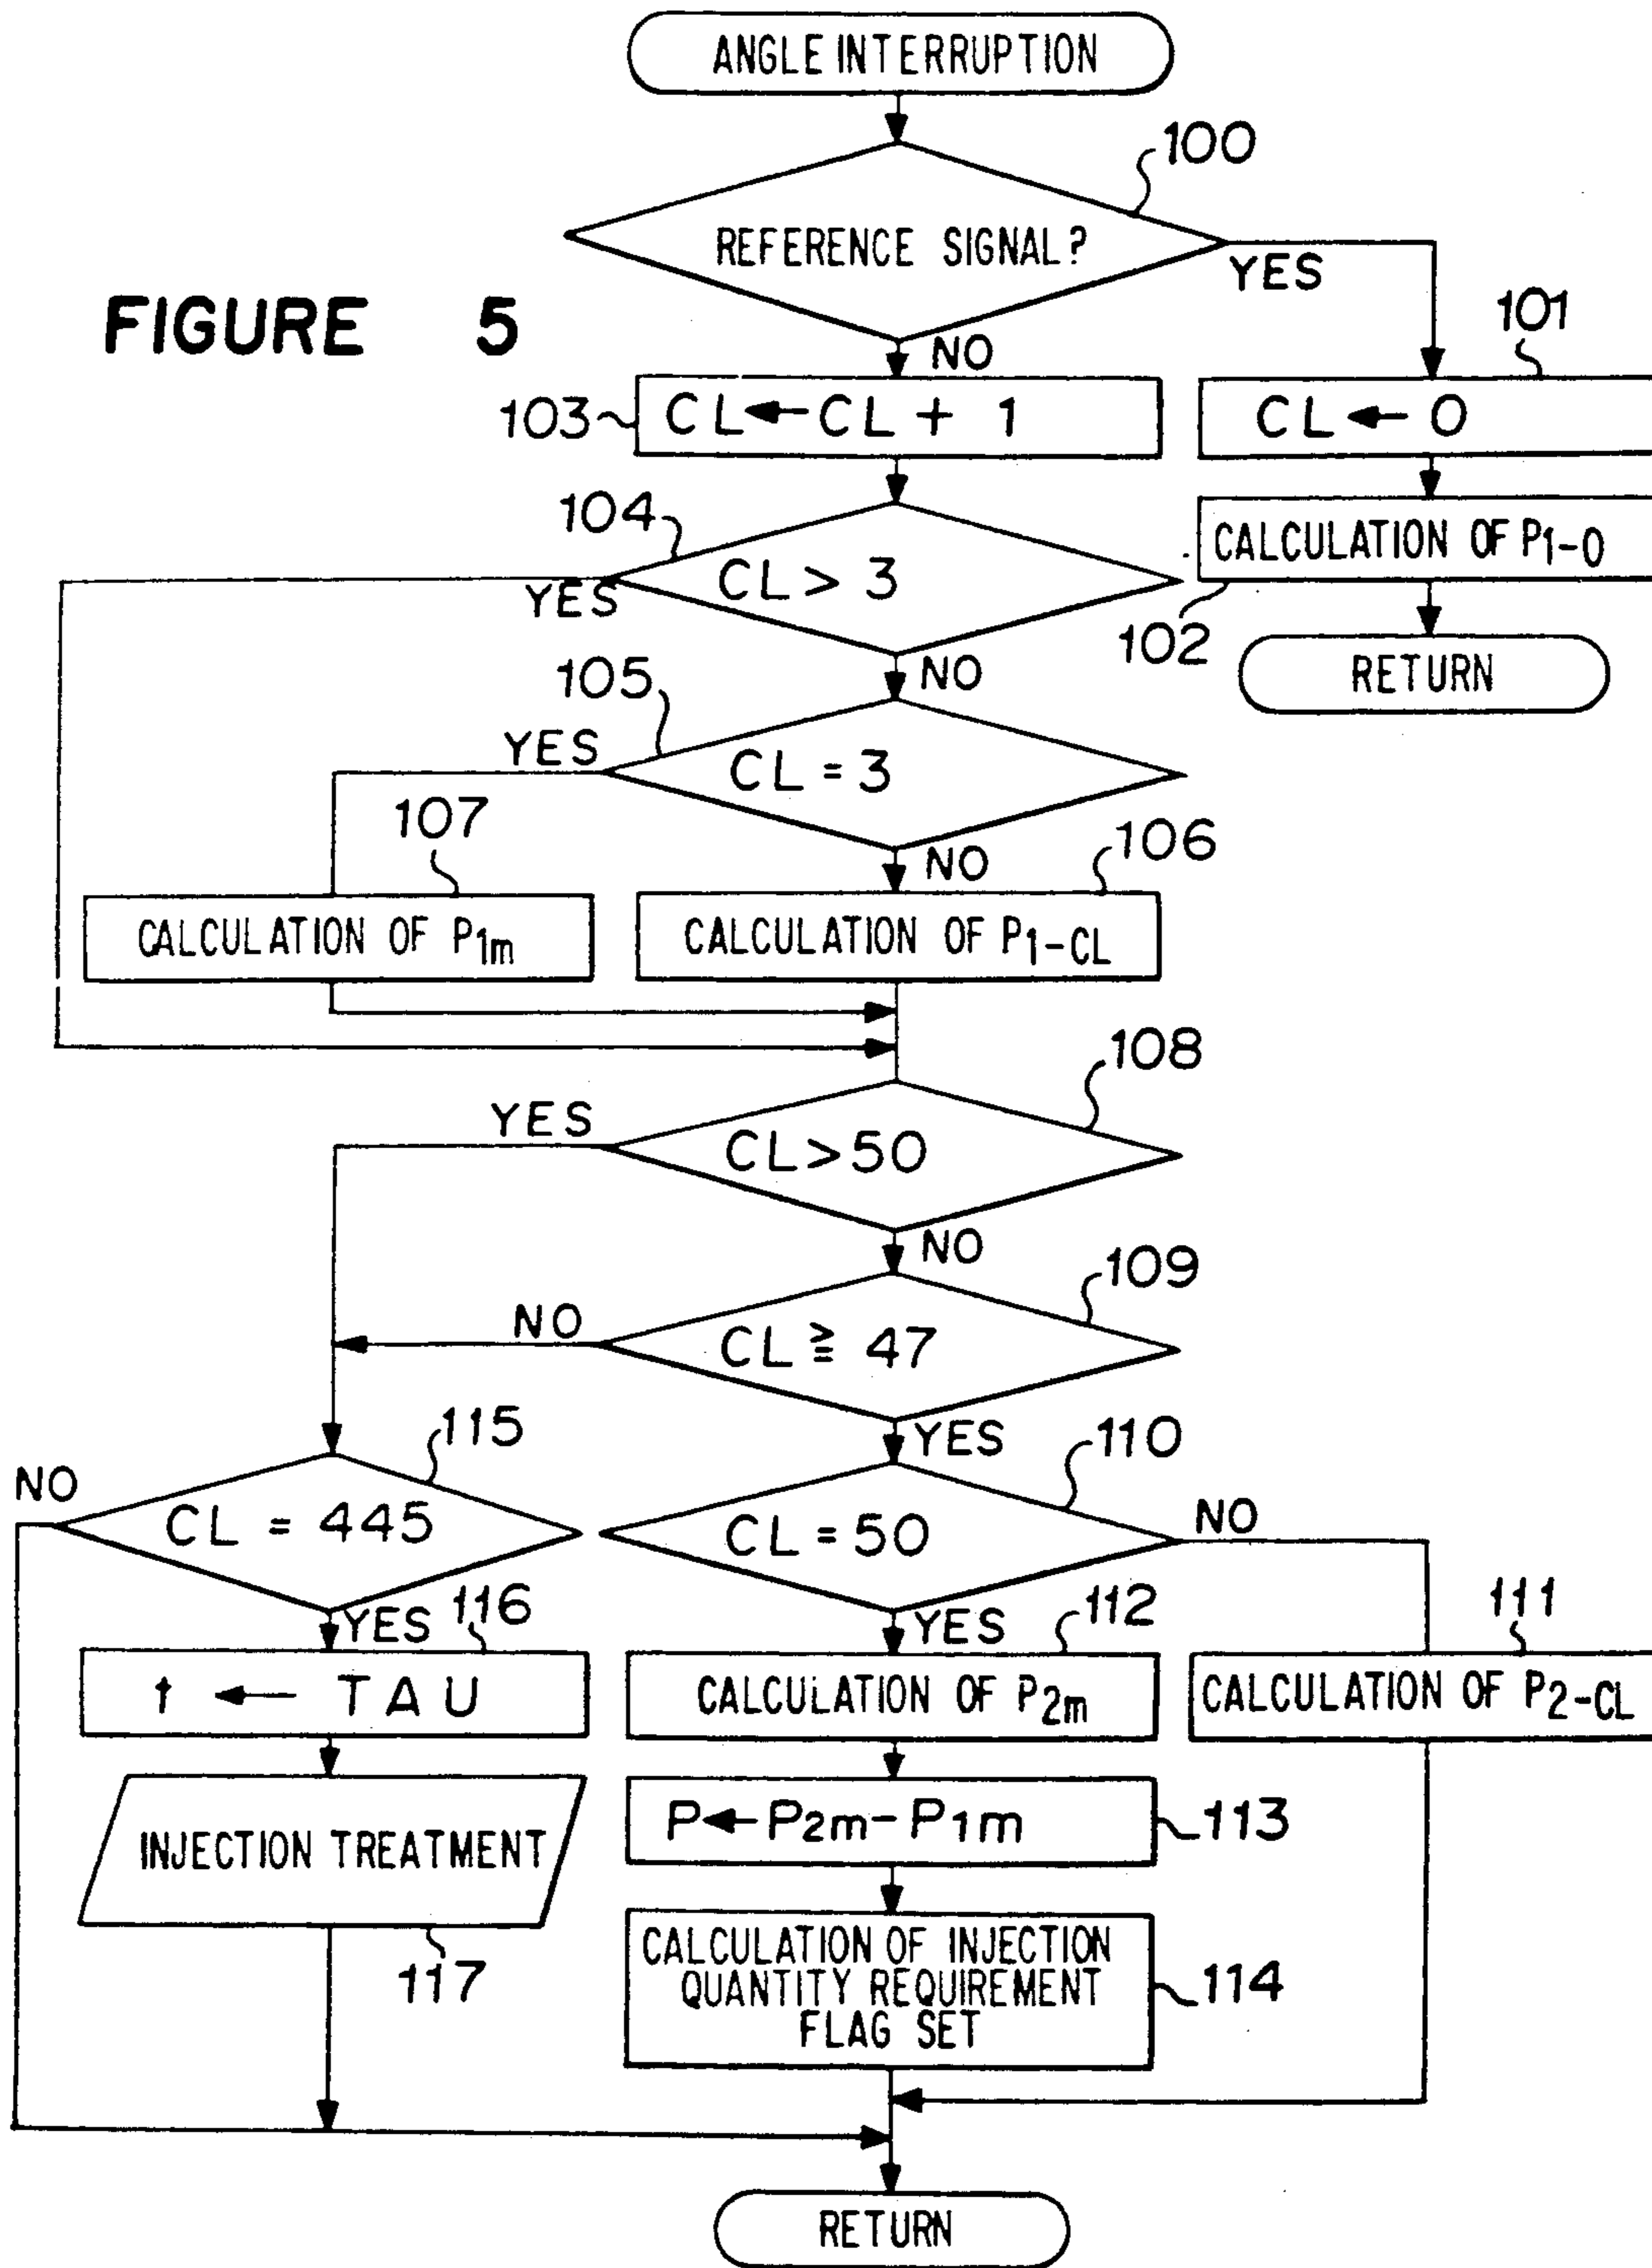 ANGLE INTERRUPTION
100
REFERENCE SIGNAL?
YES
FIGURE 5
NO
101
103
CL ← CL + 1
CL ← 0
104
CL > 3
YES
CALCULATION OF P1-0
102
NO
RETURN
105
YES
CL = 3
107
NO
106
CALCULATION OF P1m
CALCULATION OF P1-CL
108
YES
CL > 50
NO
109
NO
CL ≧ 47
115
YES
110
NO
CL = 445
CL = 50
NO
YES
116
YES
112
111
t ← TAU
CALCULATION OF P2m
CALCULATION OF P2-CL
INJECTION TREATMENT
P ← P2m - P1m
113
117
CALCULATION OF INJECTION
QUANTITY REQUIREMENT
FLAG SET
114
RETURN